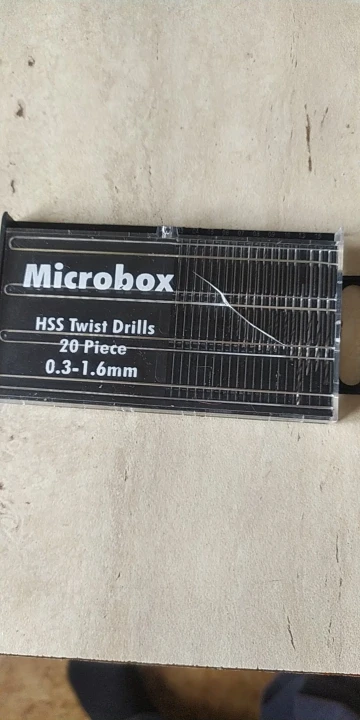 Microbox
HSS Twist Drills
20 Piece
0.3-1.6mm